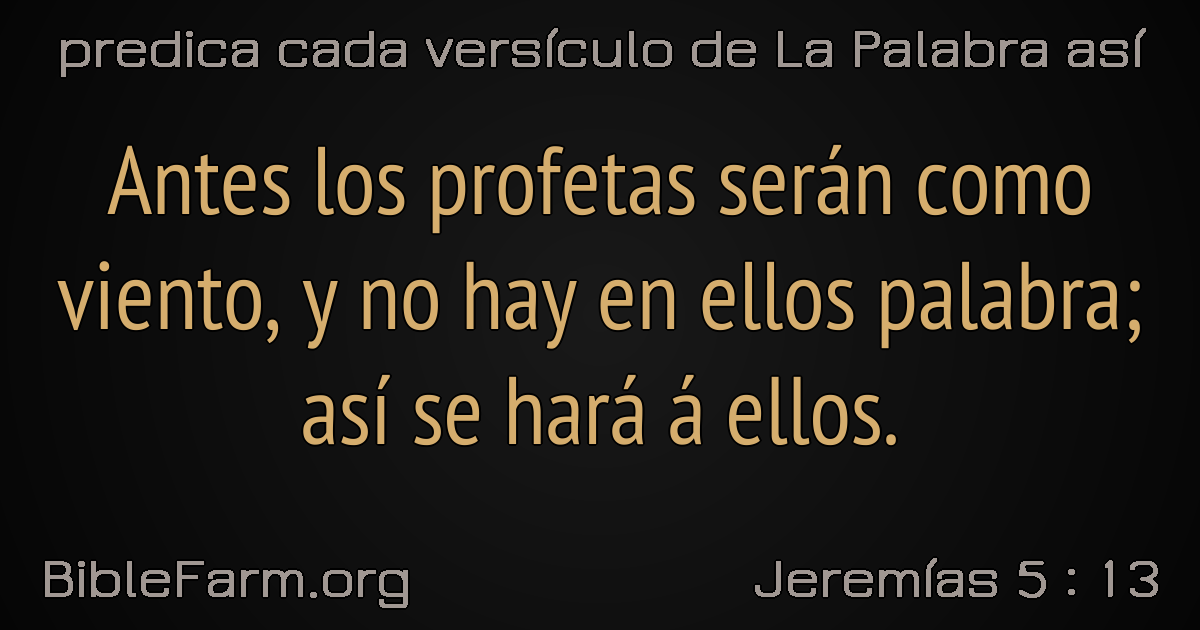 predica cada versículo de La Palabra así
Antes los profetas serán como
viento, y no hay en ellos palabra;
así se hará á ellos.
BibleFarm.org
Jeremías 5 : 13